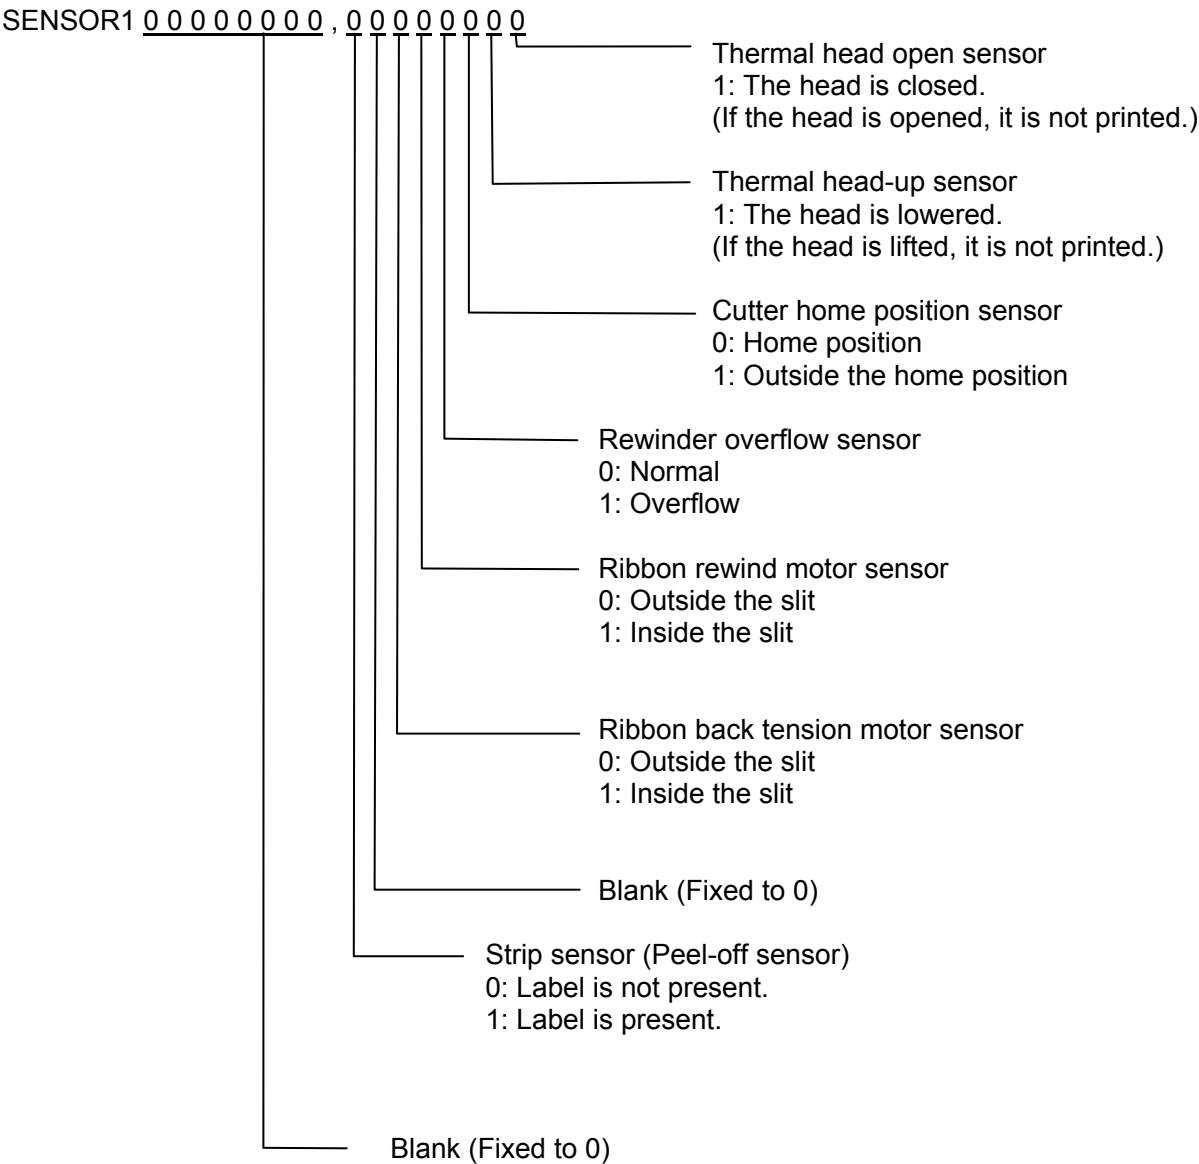 SENSOR1 0 0 0 0 0 0 0 0 , 0 0 0 0 0 0 0 0
Thermal head open sensor
1: The head is closed.
(If the head is opened, it is not printed.)
Thermal head-up sensor
1: The head is lowered.
(If the head is lifted, it is not printed.)
Cutter home position sensor
0: Home position
1: Outside the home position
Rewinder overflow sensor
0: Normal
1: Overflow
Ribbon rewind motor sensor
0: Outside the slit
1: Inside the slit
Ribbon back tension motor sensor
0: Outside the slit
1: Inside the slit
Blank (Fixed to 0)
Strip sensor (Peel-off sensor)
0: Label is not present.
1: Label is present.
Blank (Fixed to 0)